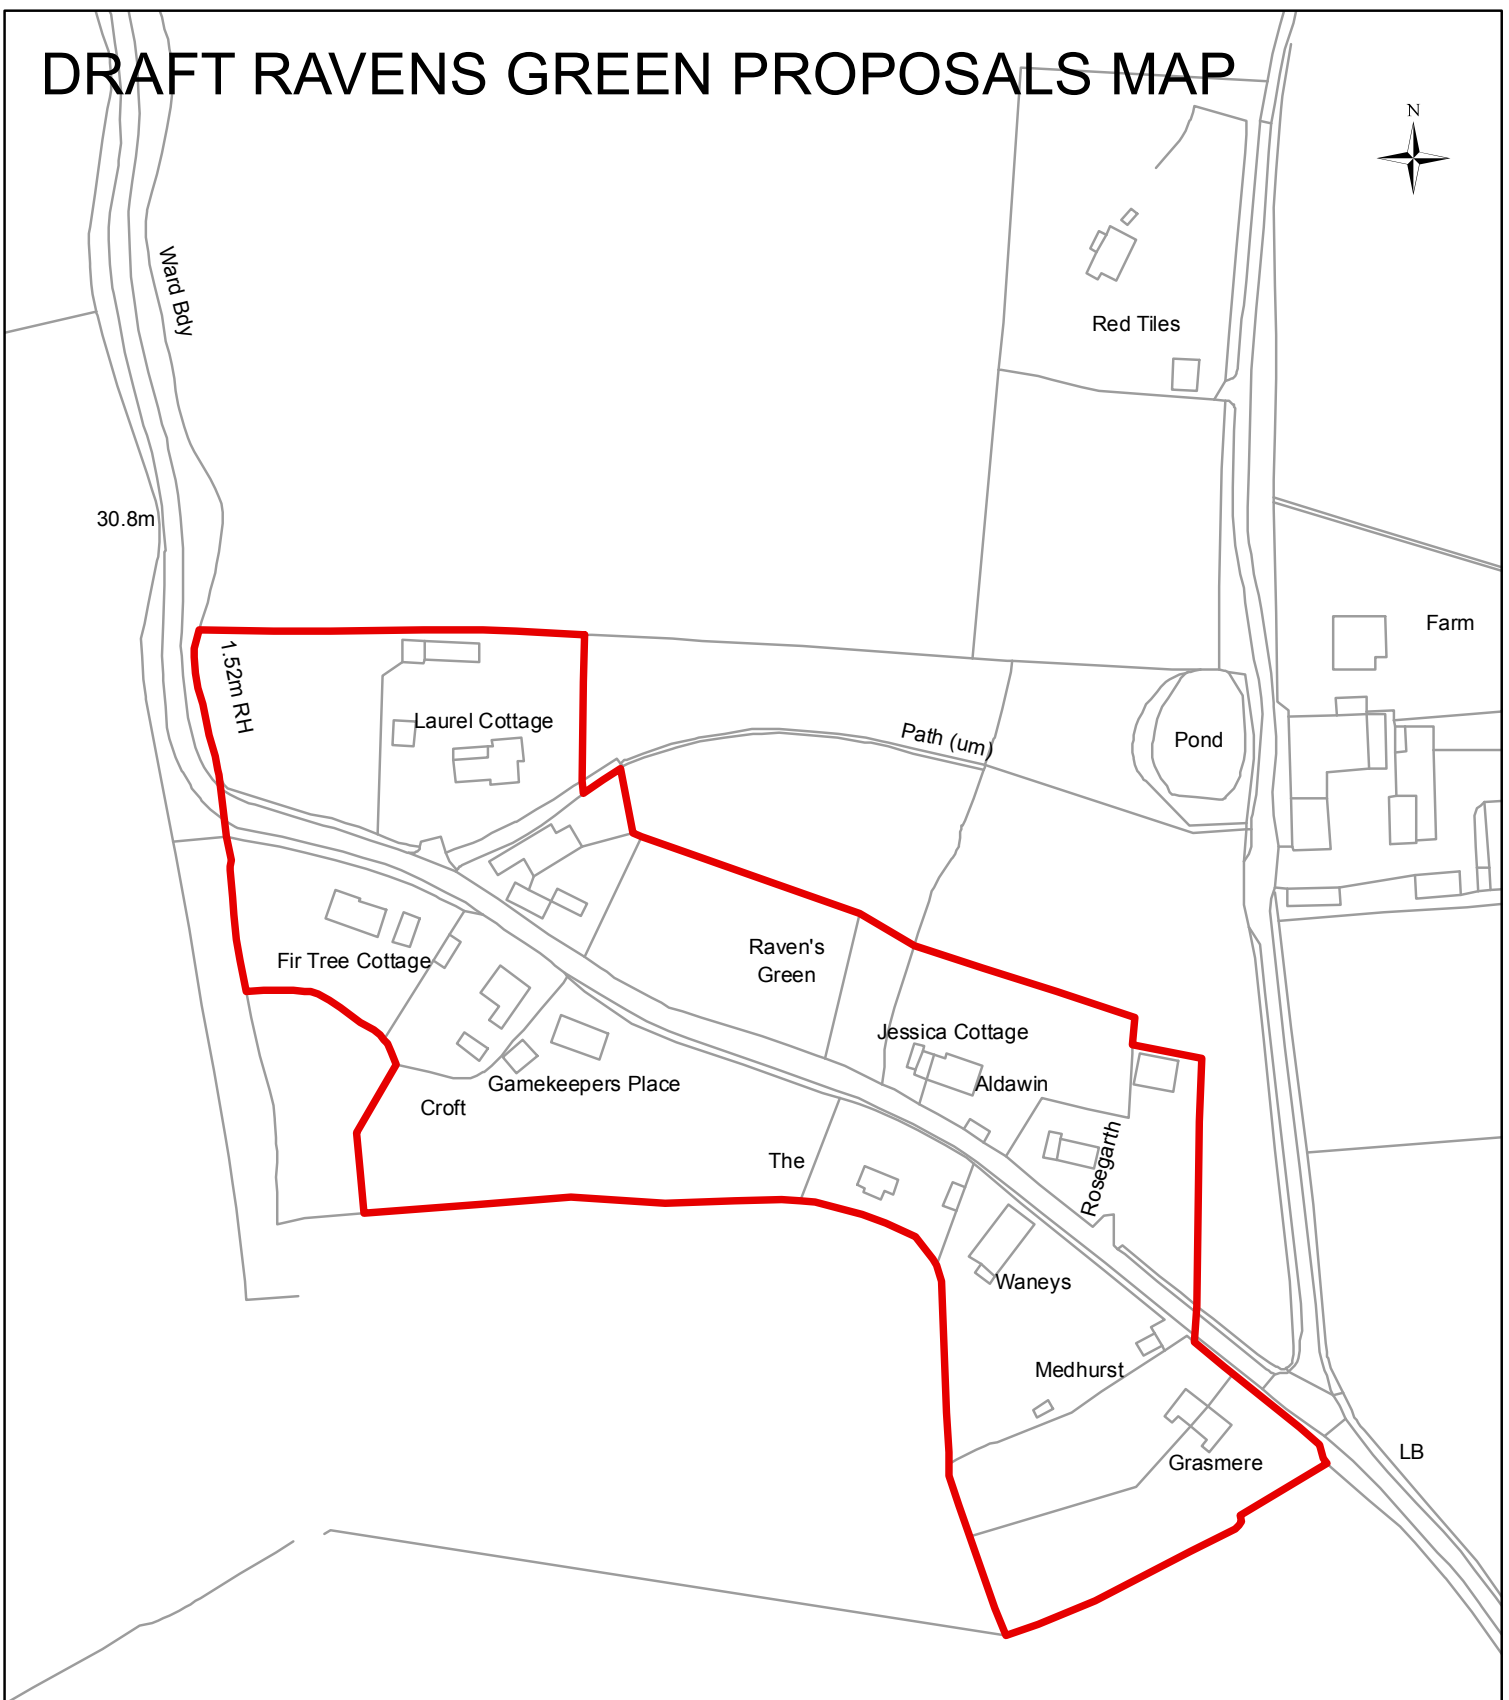 DRAFT RAVENS GREEN PROPOSALS MAP
N
Ward Bdy
Red Tiles
30.8m
Farm
1.52m RH
Laurel Cottage
Path (um)
Pond
Raven's
Green
Fir Tree Cottage
Jessica Cottage
Gamekeepers Place
Aldawin
Croft
The
Rosegarth
Waneys
Medhurst
LB
Grasmere